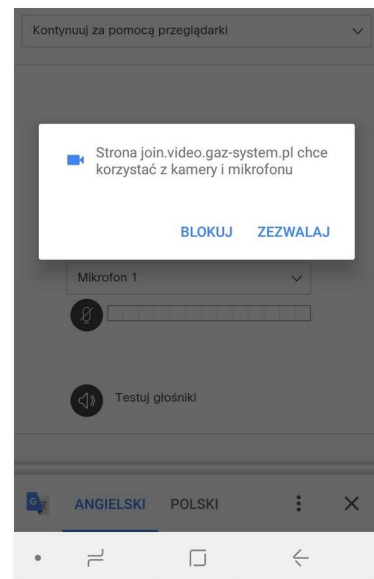 Kontynuuj za pomocą przeglądarki
Strona join.video.gaz-system.pl chce
korzystać z kamery i mikrofonu
BLOKUJ ZEZWALAJ
Mikrofon 1
Testuj głośniki
ANGIELSKI POLSKI